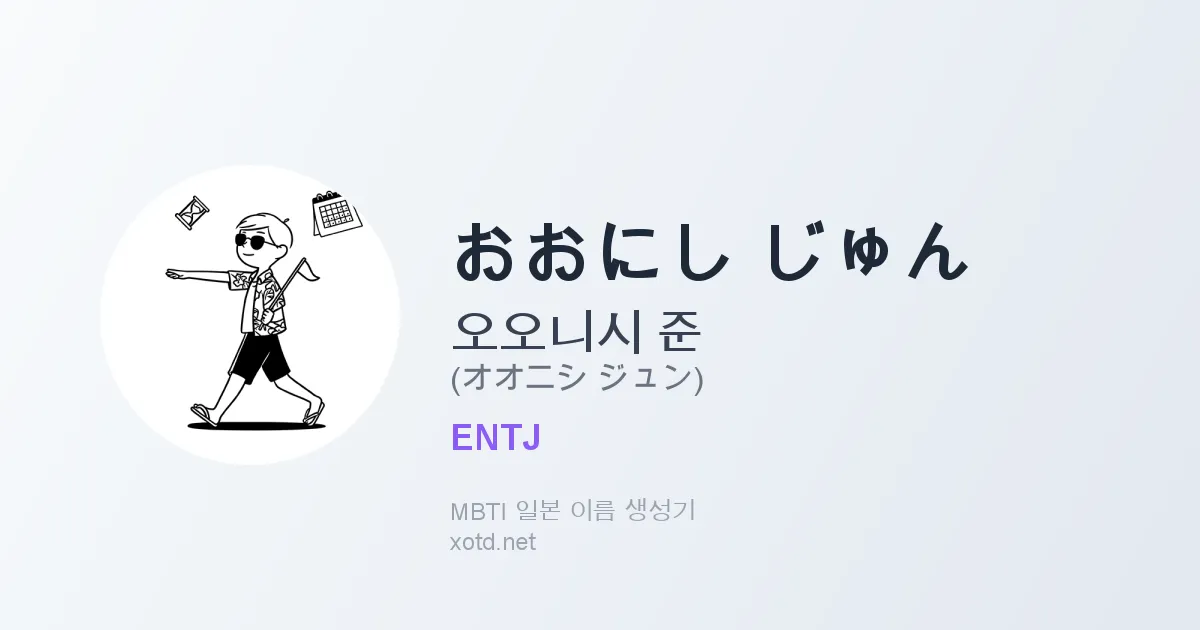 おおにし じゅん
오오니시 준
(オオニシ ジュン)
ENTJ
MBTI 일본 이름 생성기
xotd.net